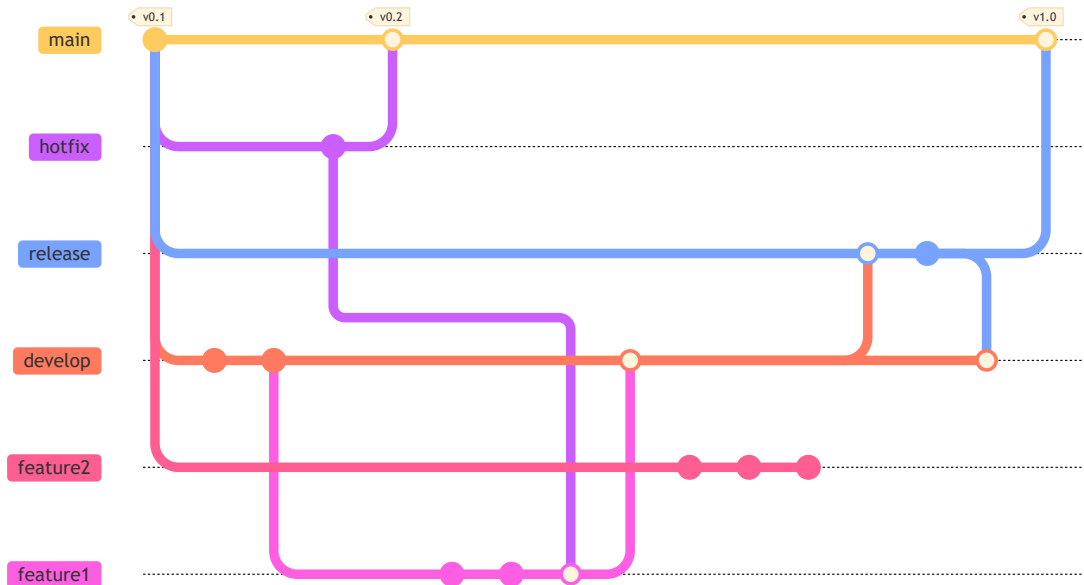 v0.1
v0.2
v1.0
main
hotfix
release
develop
feature2
feature1